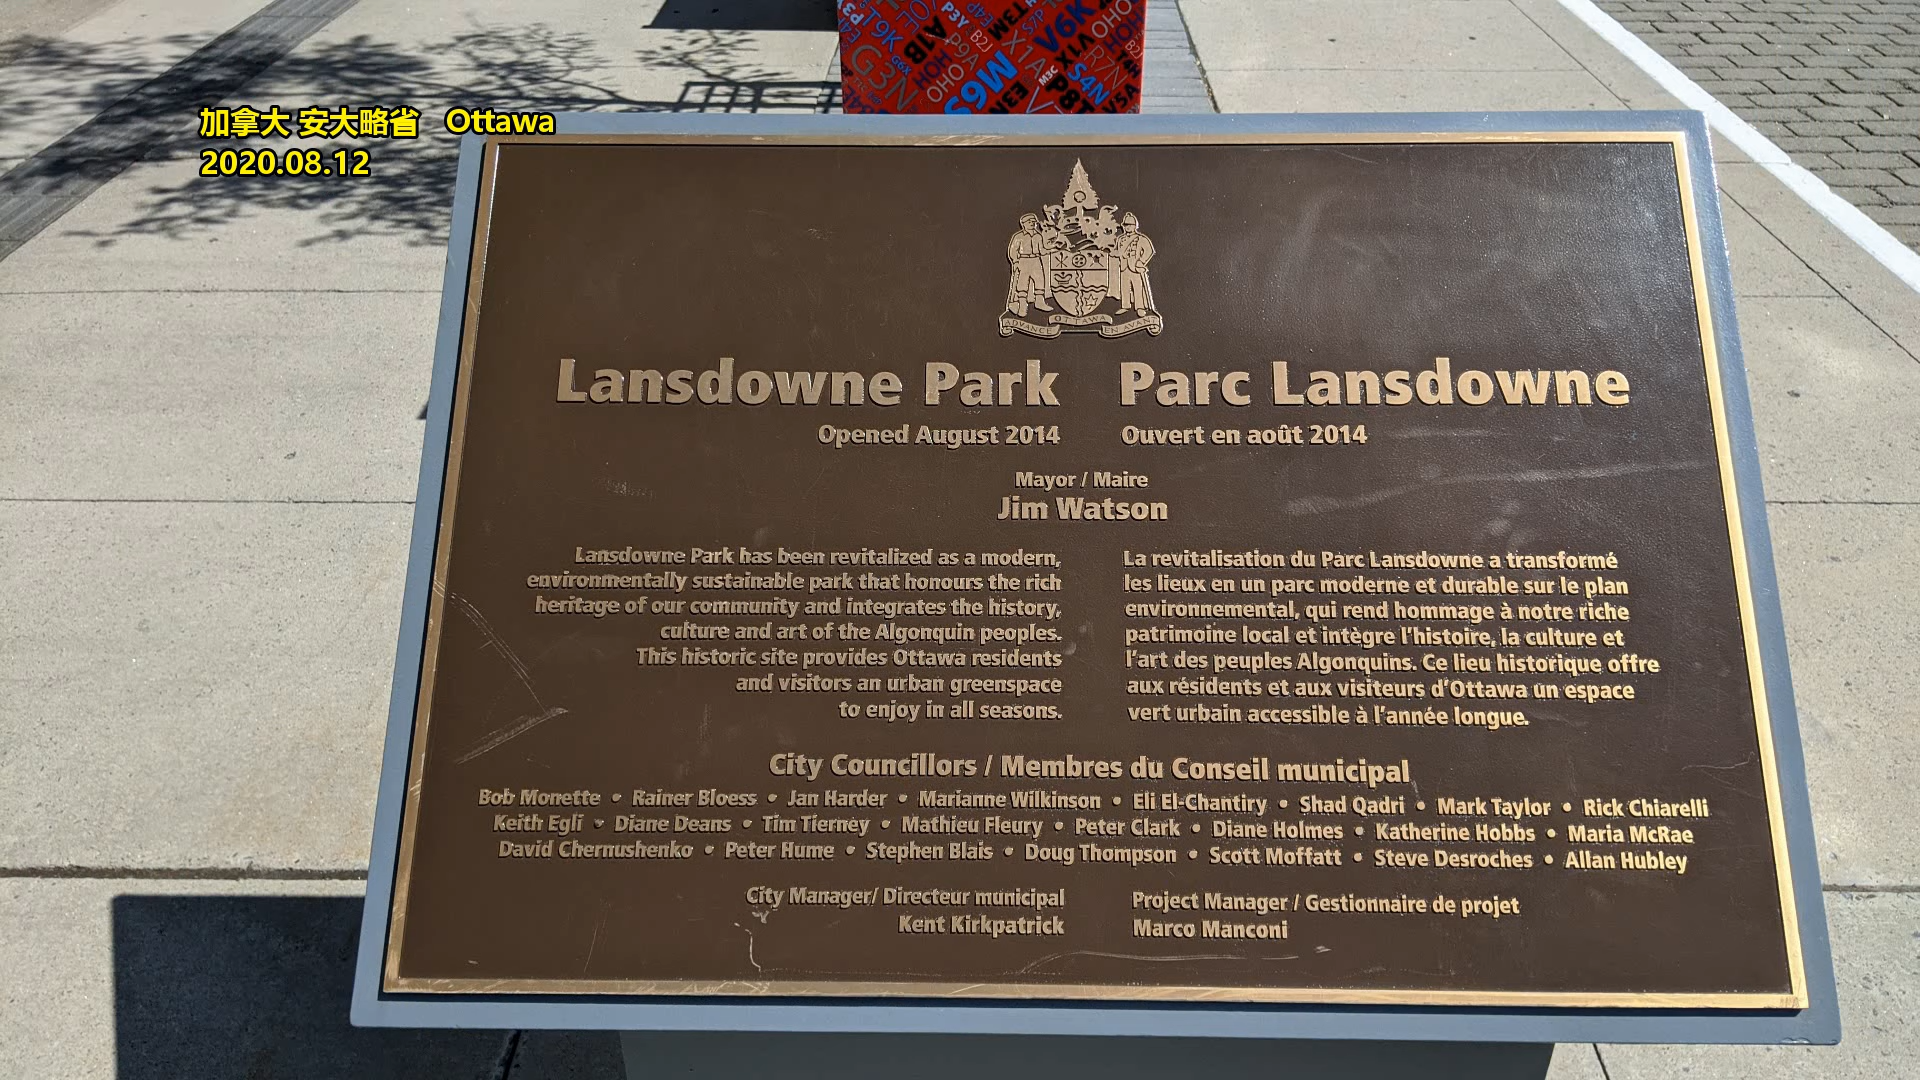 加拿大 安大略省 Ottawa
2020.08.12
ADVANCE OTTAWA EN AVANT
Lansdowne Park
Opened August 2014
Parc Lansdowne
Ouvert en août 2014
Mayor / Maire
Jim Watson
Lansdowne Park has been revitalized as a modern,
environmentally sustainable park that honours the rich
heritage of our community and integrates the history,
culture and art of the Algonquin peoples.
This historic site provides Ottawa residents
and visitors an urban greenspace
to enjoy in all seasons.
La revitalisation du Parc Lansdowne a transformé
les lieux en un parc moderne et durable sur le plan
environnemental, qui rend hommage à notre riche
patrimoine local et intègre l'histoire, la culture et
l'art des peuples Algonquins. Ce lieu historique offre
aux résidents et aux visiteurs d'Ottawa un espace
vert urbain accessible à l'année longue.
City Councillors / Membres du Conseil municipal
Bob Monette • Rainer Bloess • Jan Harder • Marianne Wilkinson • Eli El-Chantiry • Shad Qadri • Mark Taylor • Rick Chiarelli
Keith Egli • Diane Deans • Tim Tierney • Mathieu Fleury • Peter Clark • Diane Holmes • Katherine Hobbs • Maria McRae
David Chernushenko • Peter Hume • Stephen Blais • Doug Thompson • Scott Moffatt • Steve Desroches • Allan Hubley
City Manager/ Directeur municipal
Kent Kirkpatrick
Project Manager / Gestionnaire de projet
Marco Manconi